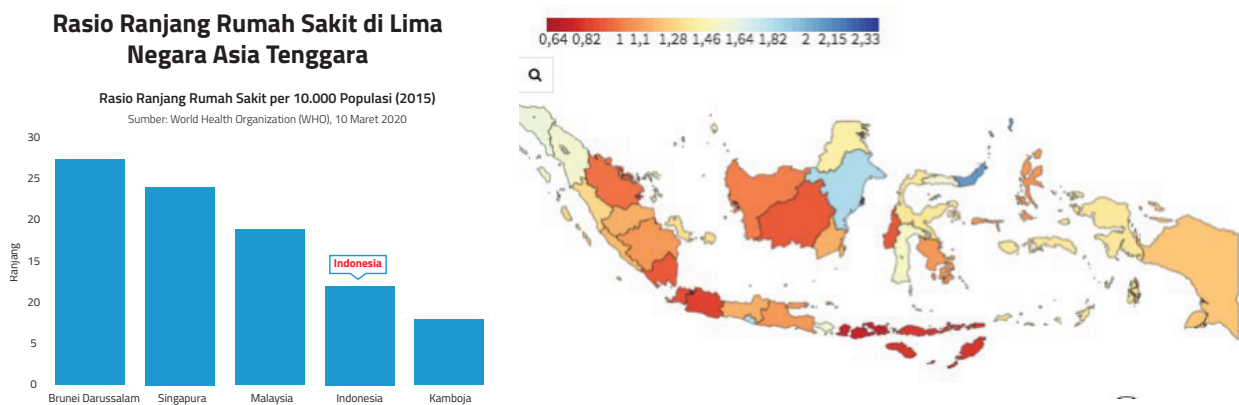 Rasio Ranjang Rumah Sakit di Lima
Negara Asia Tenggara
Rasio Ranjang Rumah Sakit per 10.000 Populasi (2015)
Sumber: World Health Organization (WHO), 10 Maret 2020
30
25
20
15
20
5
0
Ranjang
Indonesia
Brunei Darussalam Singapura Malaysia Indonesia Kamboja
0,64 0,82 1 1,1 1,28 1,46 1,64 1,82 2 2,15 2,33